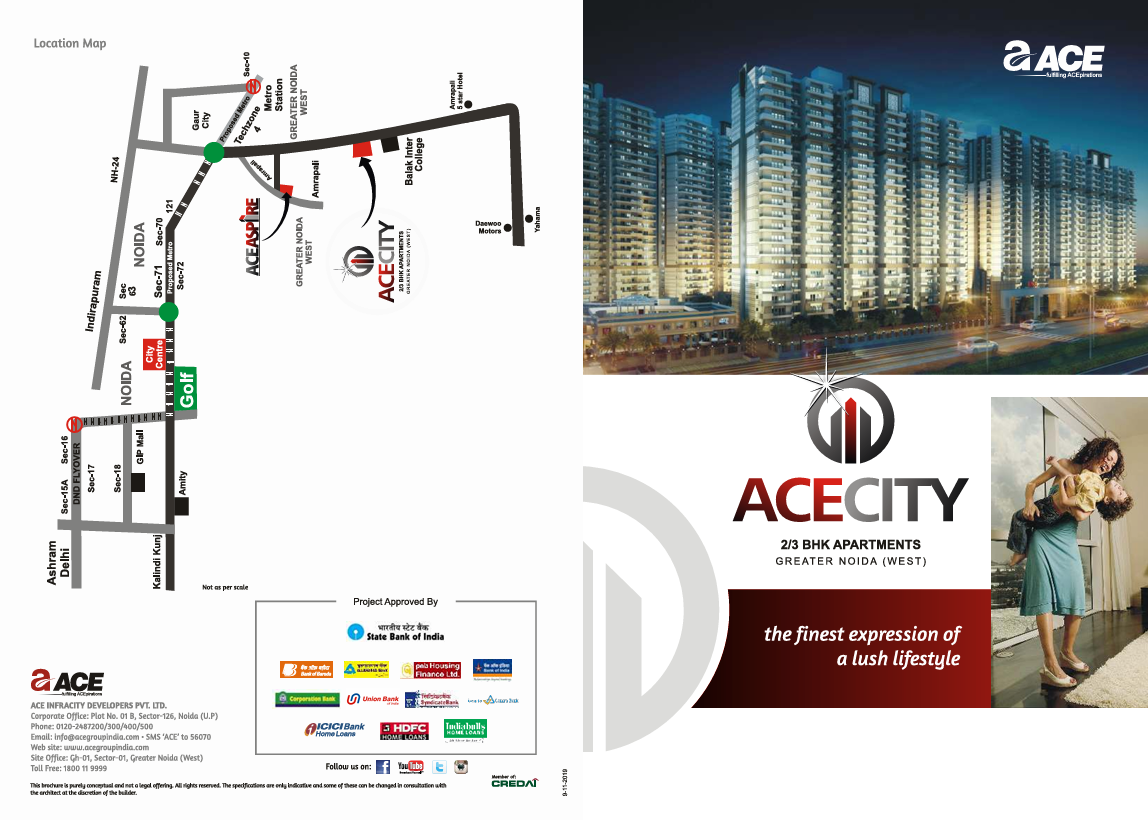 Location Map
Sec-10
Metro
Station
GREATER NOIDA
WEST
Amrapali
5 star Hotel
Gaur
City
Proposed Metro
Techzone
4
NH-24
Amrapali
Amrapali
Balak Inter
College
ACEASPIRE
GREATER NOIDA
WEST
ACECITY
2/3 BHK APARTMENTS
GREATER NOIDA (WEST)
Daewoo
Motors
Yahama
NOIDA
Sec-70
121
Sec-71
Proposed Metro
Sec-72
Sec
63
Indirapuram
Sec-62
City
Centre
NOIDA
Golf
Sec-16
Sec-15A
DND FLYOVER
Sec-17
Sec-18
GIP Mall
Amity
Ashram
Delhi
Kalindi Kunj
Not as per scale
Project Approved By
भारतीय स्टेट बैंक
State Bank of India
बैंक ऑफ़ बड़ौदा
Bank of Baroda
ALLAHABAD BANK
pnb Housing
Finance Ltd.
बैंक ऑफ इंडिया
Bank of India
Corporation Bank
Union Bank
of India
SyndicateBank
Canara Bank
ICICI Bank
Home Loans
HDFC
HOME LOANS
Indiabulls
HOME LOANS
a ACE
fulfilling ACEpirations
ACE INFRACITY DEVELOPERS PVT. LTD.
Corporate Office: Plot No. 01 B, Sector-126, Noida (U.P)
Phone: 0120-2487200/300/400/500
Email: info@acegroupindia.com • SMS 'ACE' to 56070
Web site: www.acegroupindia.com
Site Office: Gh-01, Sector-01, Greater Noida (West)
Toll Free: 1800 11 9999
Follow us on:
YouTube
Member of:
CREDAI
This brochure is purely conceptual and not a legal offering. All rights reserved. The specifications are only indicative and some of these can be changed in consultation with
the architect at the discretion of the builder.
9-11-2019
a ACE
fulfilling ACEpirations
ACECITY
2/3 BHK APARTMENTS
GREATER NOIDA (WEST)
the finest expression of
a lush lifestyle